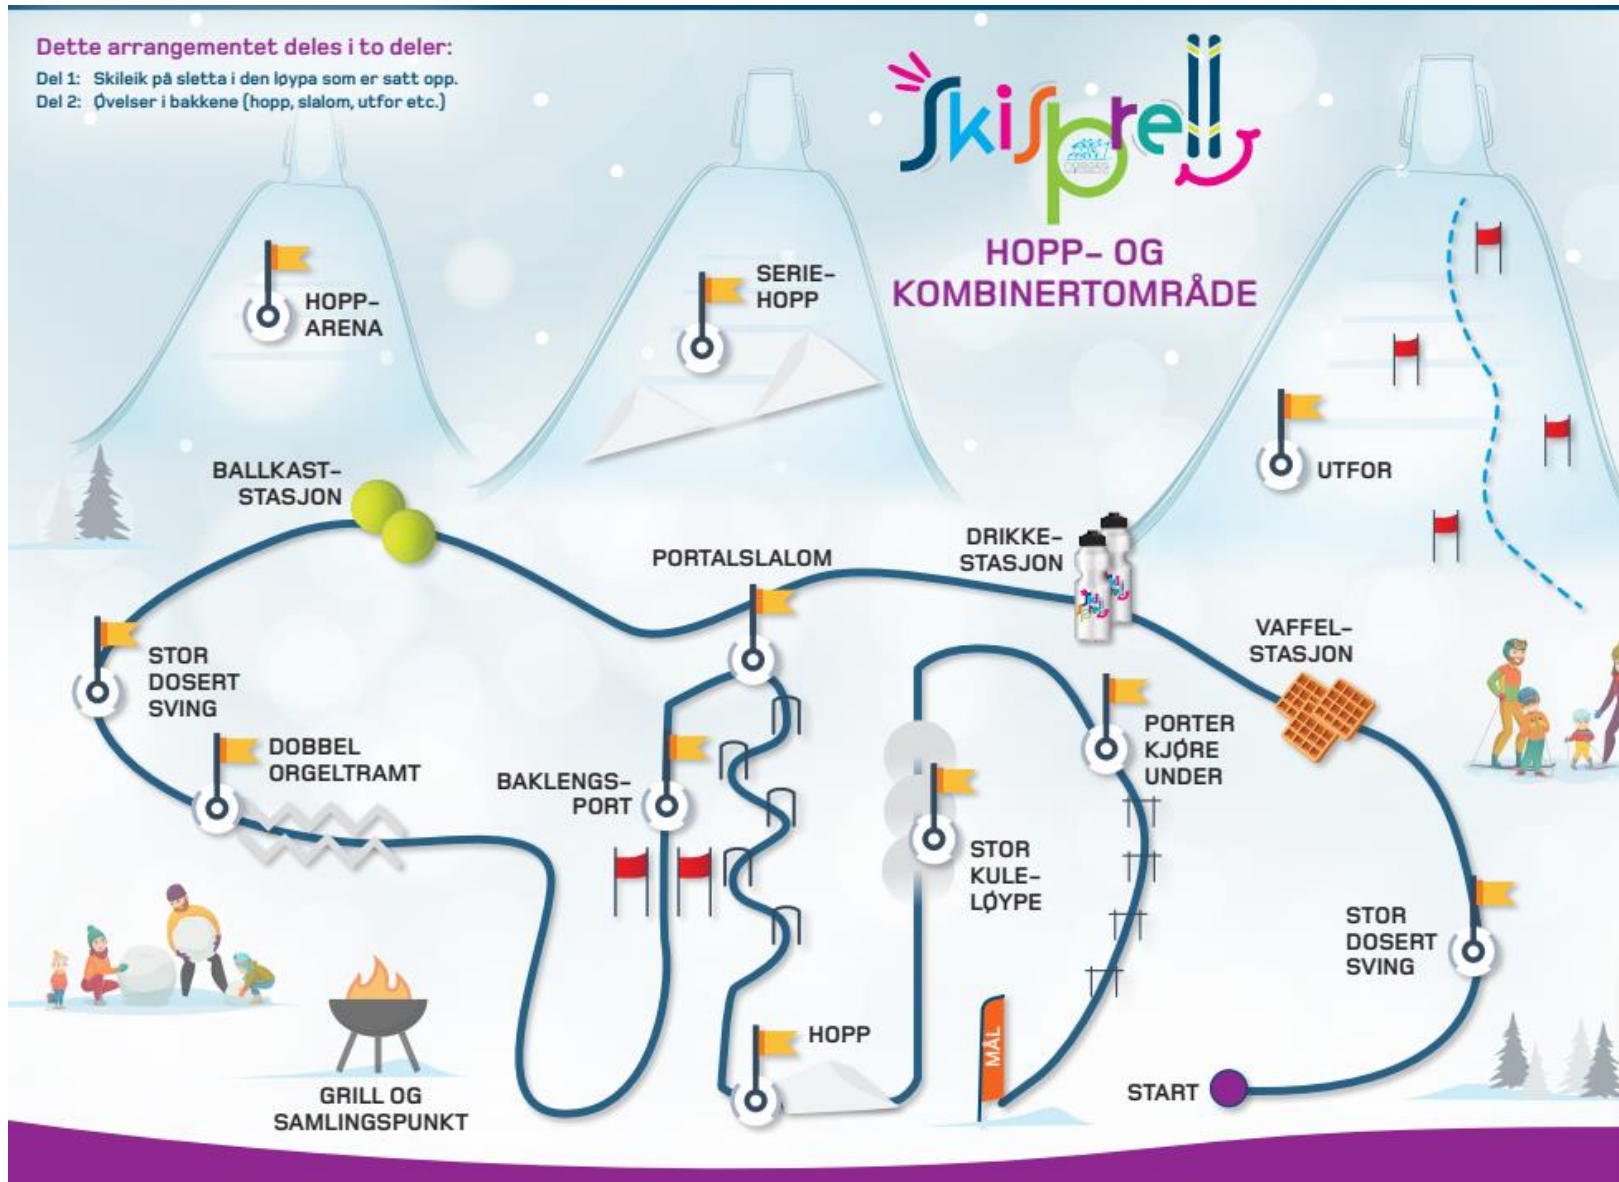 Dette arrangementet deles i to deler:
Del 1: Skileik på sletta i den løypa som er satt opp.
Del 2: Øvelser i bakkene (hopp, slalom, utfor etc.)
SkiSprell
HOPP- OG
KOMBINERTOMRÅDE
HOPP-
ARENA
SERIE-
HOPP
UTFOR
BALLKAST-
STASJON
PORTALSLALOM
DRIKKE-
STASJON
VAFFEL-
STASJON
STOR
DOSERT
SVING
DOBBEL
ORGELTRAMT
BAKLENGS-
PORT
PORTER
KJØRE
UNDER
STOR
KULE-
LØYPE
STOR
DOSERT
SVING
HOPP
MÅL
START
GRILL OG
SAMLINGSPUNKT